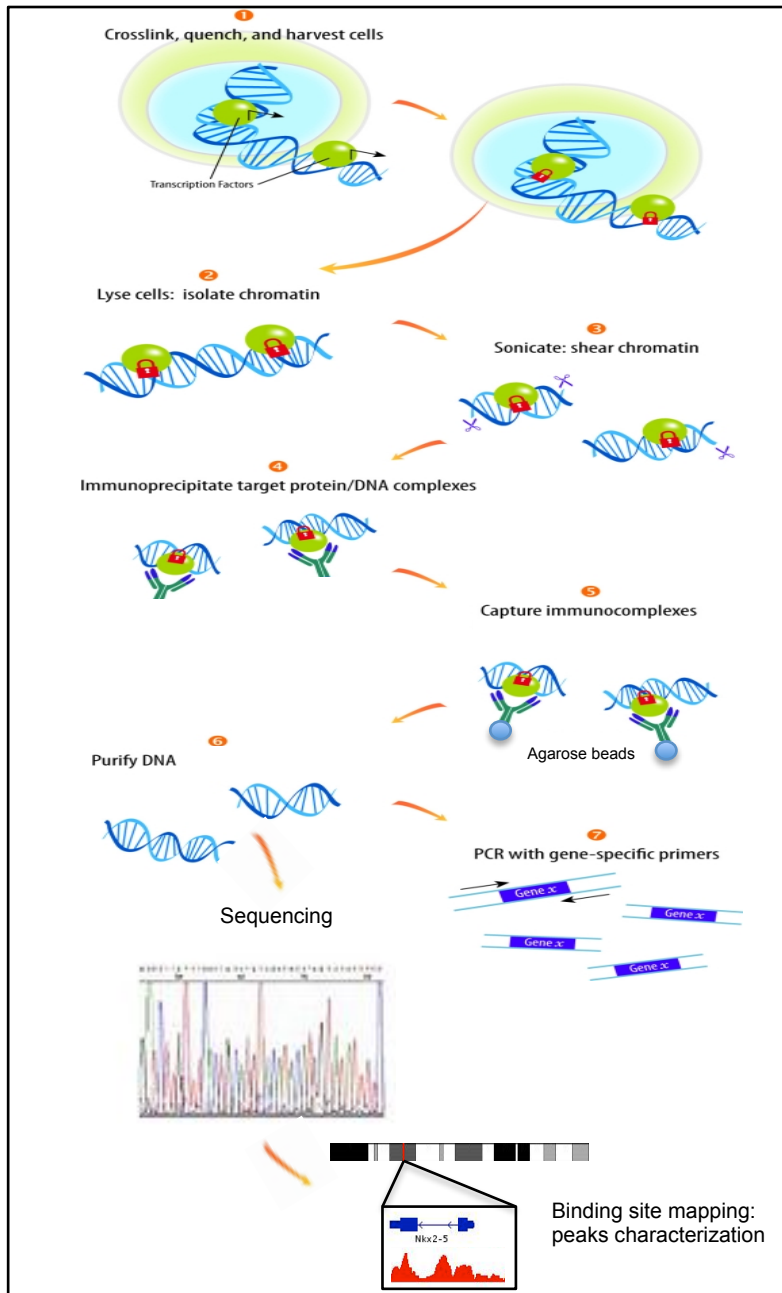 1
Crosslink, quench, and harvest cells
Transcription Factors
2
Lyse cells: isolate chromatin
3
Sonicate: shear chromatin
4
Immunoprecipitate target protein/DNA complexes
5
Capture immunocomplexes
Agarose beads
6
Purify DNA
7
PCR with gene-specific primers
Gene x
Gene x
Gene x
Gene x
Sequencing
Binding site mapping:
peaks characterization
Nkx2-5